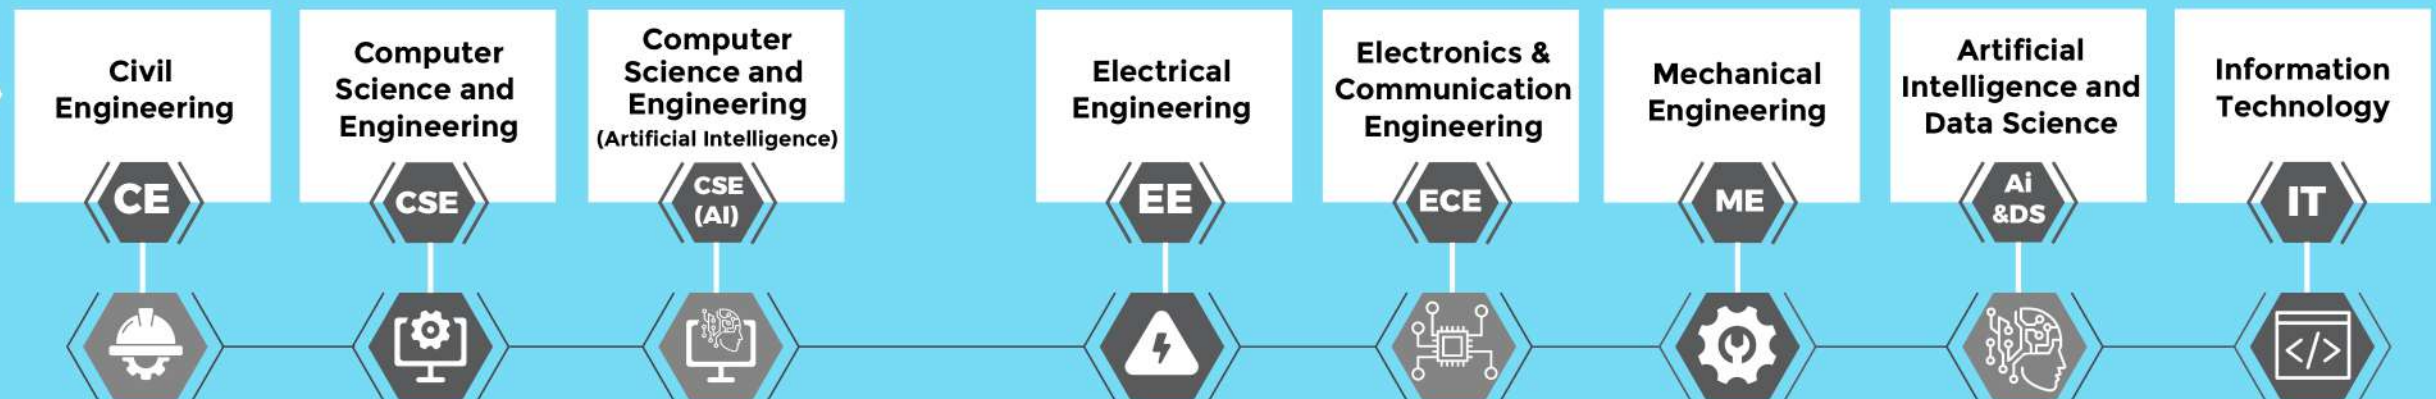 Civil
Engineering
CE
Computer
Science and
Engineering
CSE
Computer
Science and
Engineering
(Artificial Intelligence)
CSE
(AI)
Electrical
Engineering
EE
Electronics &
Communication
Engineering
ECE
Mechanical
Engineering
ME
Artificial
Intelligence and
Data Science
Ai
&DS
Information
Technology
IT
</>